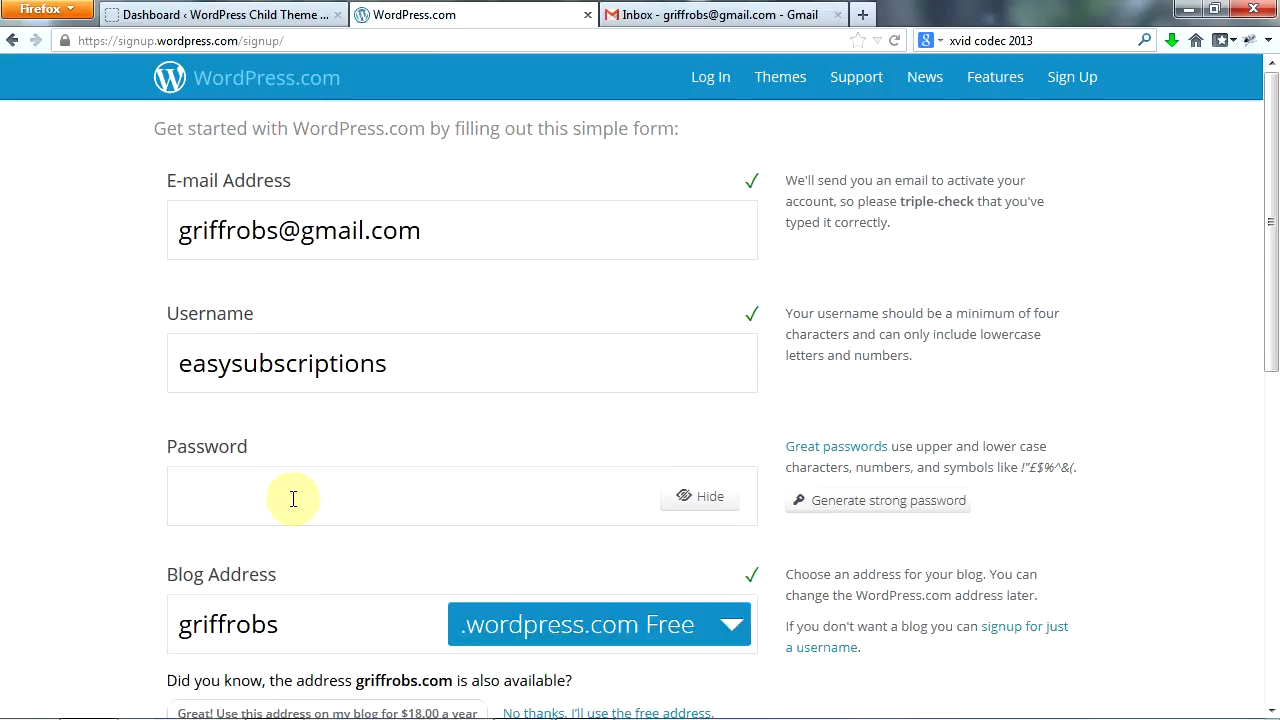 Firefox
Dashboard ‹ WordPress Child Theme ...
WordPress.com
Inbox - griffrobs@gmail.com - Gmail
https://signup.wordpress.com/signup/
xvid codec 2013
WordPress.com
Log In
Themes
Support
News
Features
Sign Up
Get started with WordPress.com by filling out this simple form:
E-mail Address
griffrobs@gmail.com
We'll send you an email to activate your
account, so please triple-check that you've
typed it correctly.
Username
easysubscriptions
Your username should be a minimum of four
characters and can only include lowercase
letters and numbers.
Password
Hide
Great passwords use upper and lower case
characters, numbers, and symbols like !"£$%^&(.
Generate strong password
Blog Address
griffrobs
.wordpress.com Free
Choose an address for your blog. You can
change the WordPress.com address later.
If you don't want a blog you can signup for just
a username.
Did you know, the address griffrobs.com is also available?
Great! Use this address on my blog for $18.00 a year
No thanks, I'll use the free address.